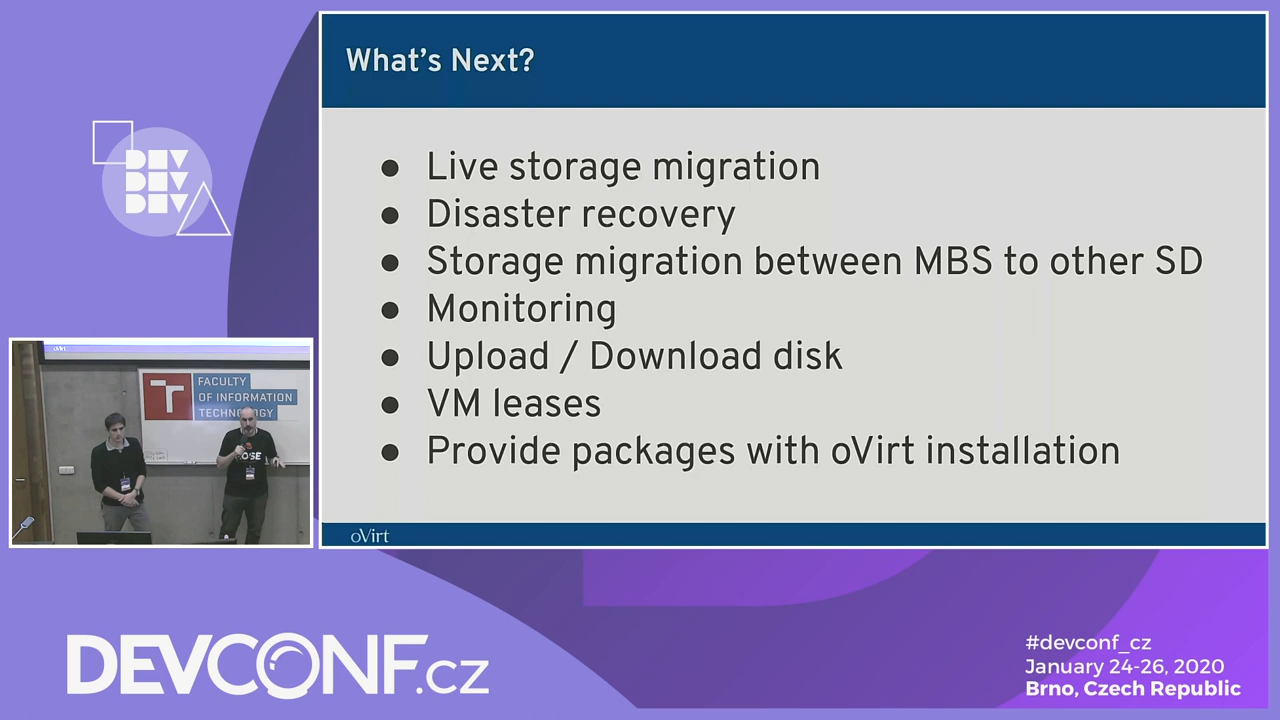 What's Next?
● Live storage migration
● Disaster recovery
● Storage migration between MBS to other SD
● Monitoring
● Upload / Download disk
● VM leases
● Provide packages with oVirt installation
oVirt
DEV
DEV
DEV
oVirt
FACULTY
OF INFORMATION
TECHNOLOGY
OSE
DEVCONF.cz
#devconf_cz
January 24-26, 2020
Brno, Czech Republic